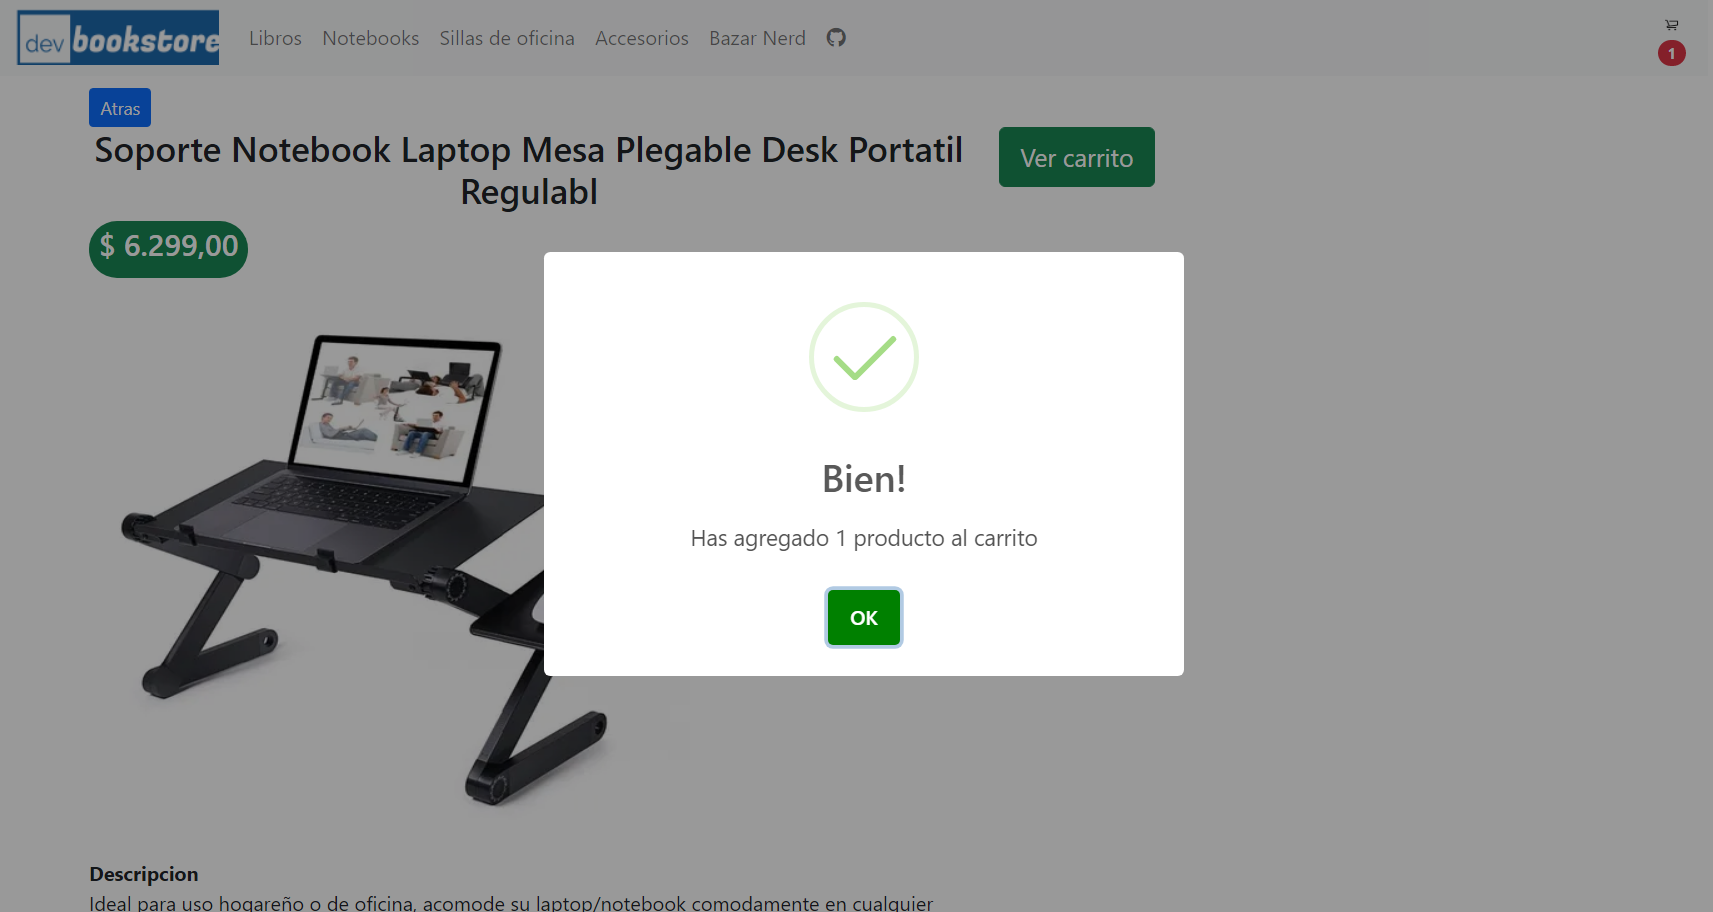 dev bookstore
Libros Notebooks Sillas de oficina Accesorios Bazar Nerd
1
Atras
Soporte Notebook Laptop Mesa Plegable Desk Portatil
Regulabl
Ver carrito
$ 6.299,00
Bien!
Has agregado 1 producto al carrito
OK
Descripcion
Ideal para uso hogareño o de oficina, acomode su laptop/notebook comodamente en cualquier